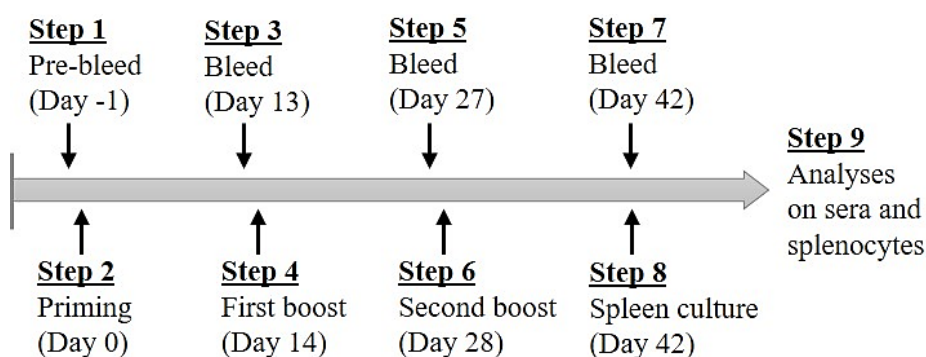 Step 1
Pre-bleed
(Day -1)
Step 3
Bleed
(Day 13)
Step 5
Bleed
(Day 27)
Step 7
Bleed
(Day 42)
Step 9
Analyses
on sera and
splenocytes
Step 2
Priming
(Day 0)
Step 4
First boost
(Day 14)
Step 6
Second boost
(Day 28)
Step 8
Spleen culture
(Day 42)